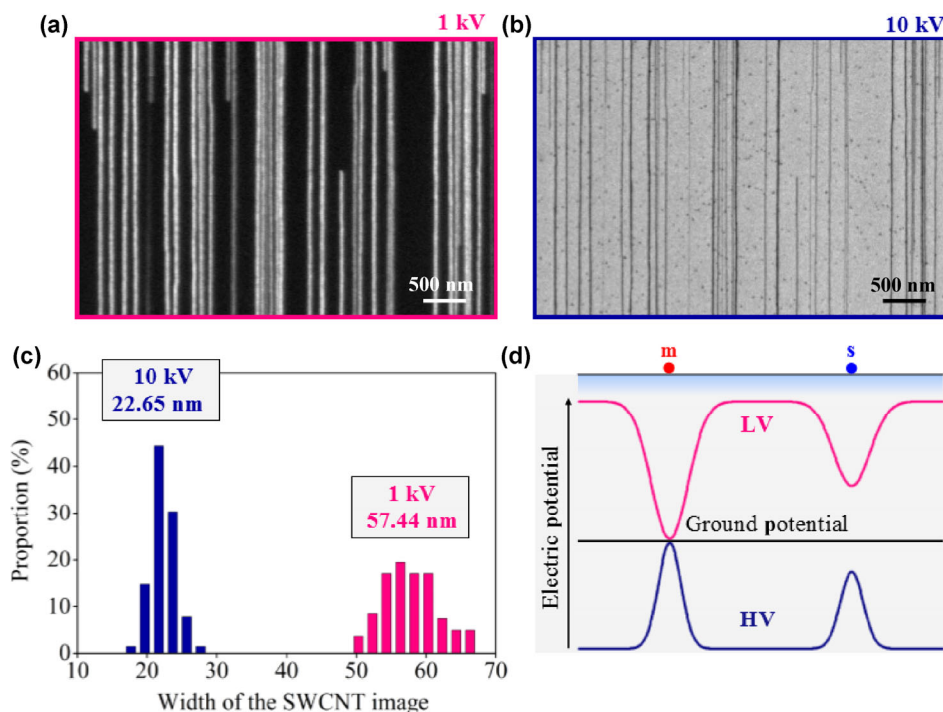 (a)
1 kV
500 nm
(b)
10 kV
500 nm
(c)
60
50
40
30
20
10
0
Proportion (%)
10 kV
22.65 nm
1 kV
57.44 nm
10
20
30
40
50
60
70
Width of the SWCNT image
(d)
m
s
LV
Ground potential
HV
Electric potential